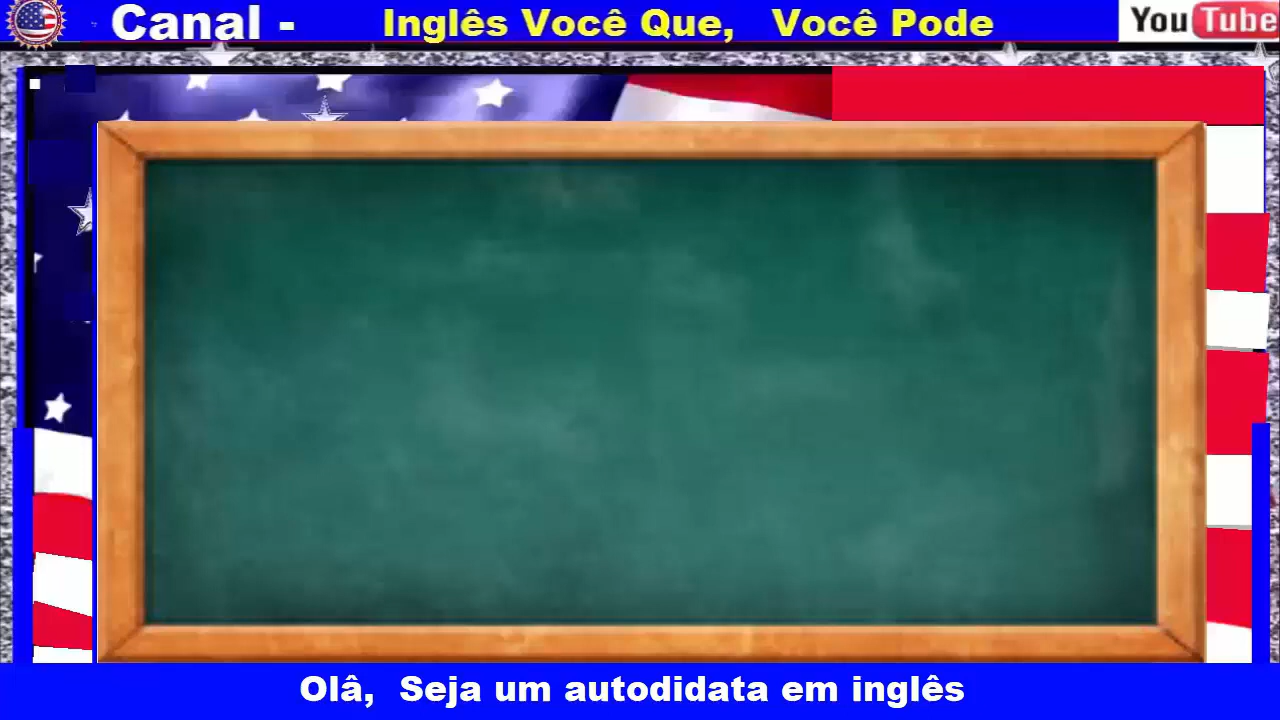 Canal - Inglês Você Que, Você Pode
YouTube
Olâ, Seja um autodidata em inglês